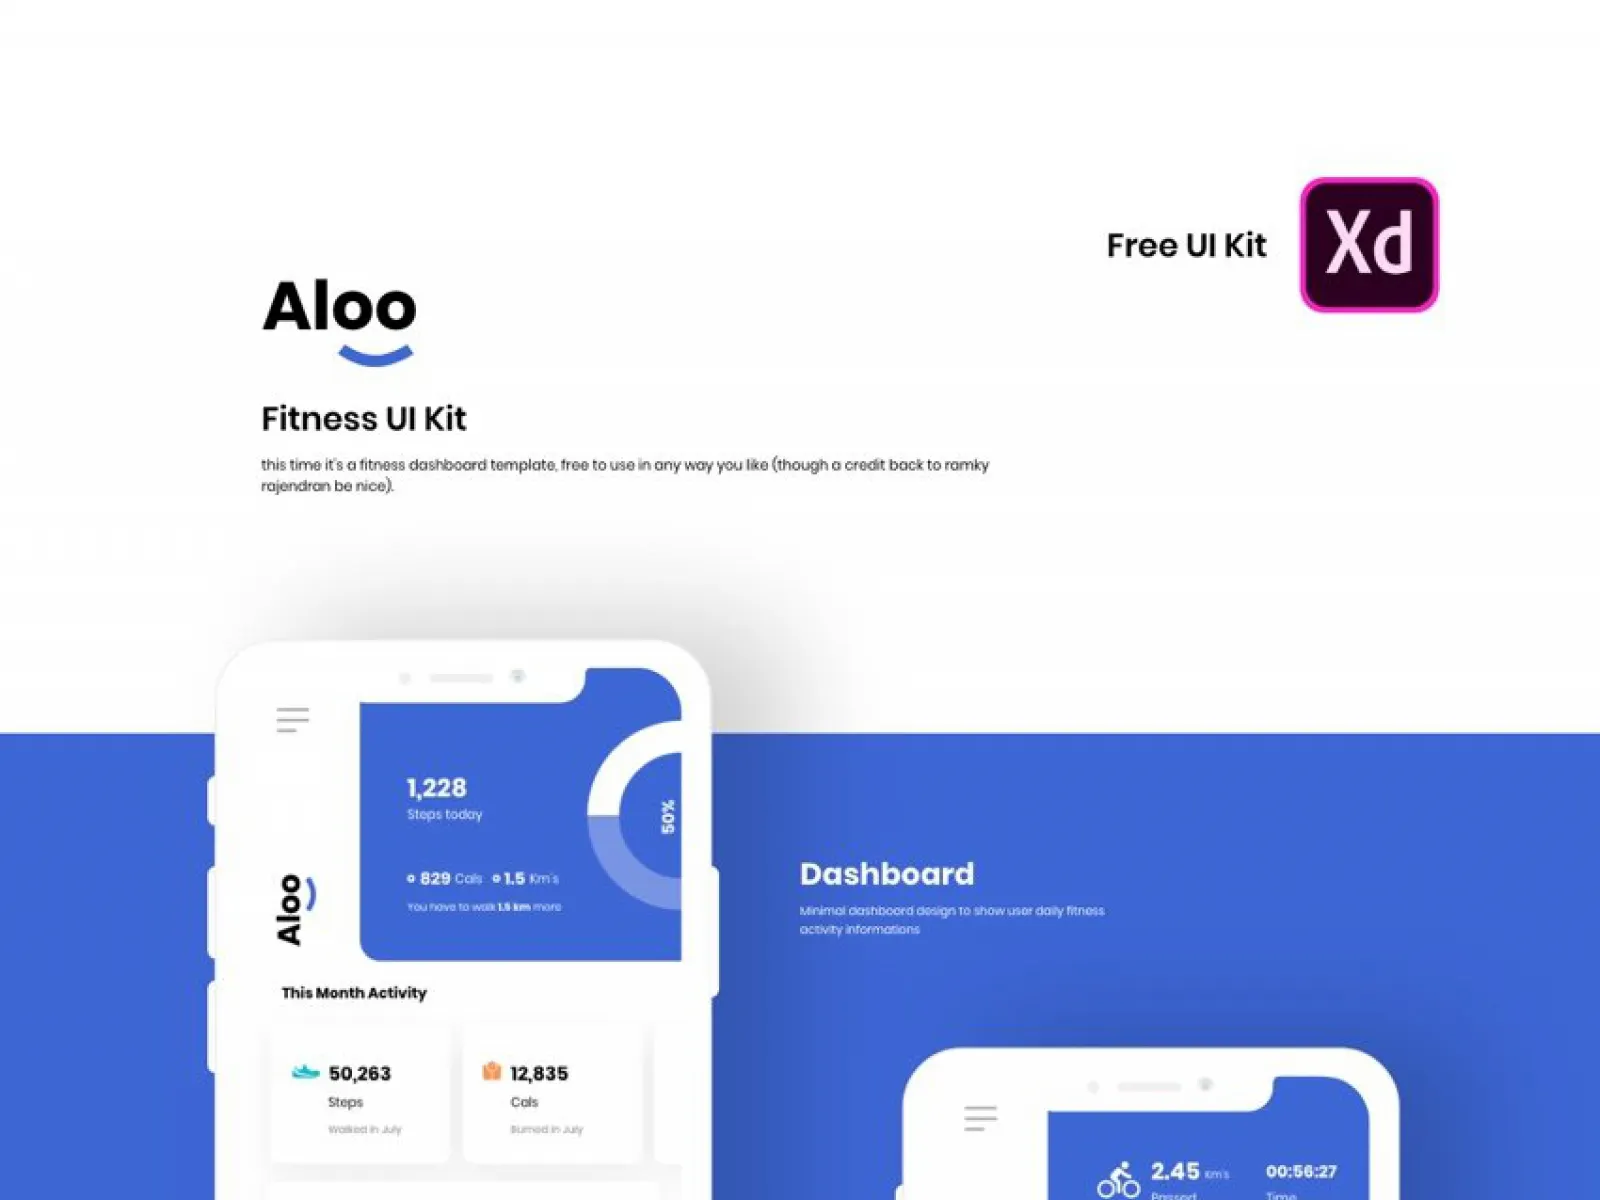 Free UI Kit
Xd
Aloo
Fitness UI Kit
this time it's a fitness dashboard template, free to use in any way you like (though a credit back to ramky
rajendran be nice).
1,228
Steps today
50%
829 Cals 1.5 Km's
You have to walk 1.5 km more
Aloo
This Month Activity
50,263
Steps
Walked in July
12,835
Cals
Burned in July
Dashboard
Minimal dashboard design to show user daily fitness
activity informations
2.45 Km's
Passed
00:56:27
Time